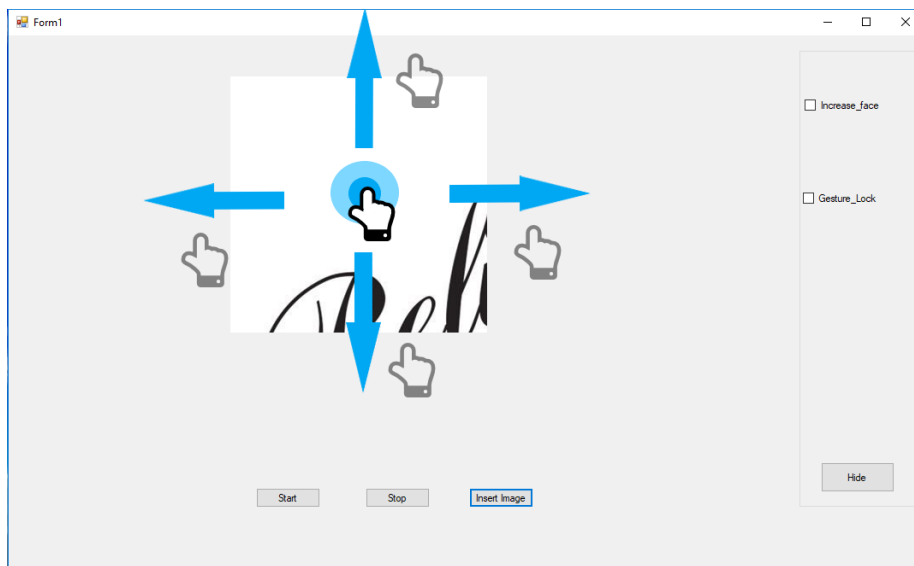 Form1
Increase_face
Gesture_Lock
Hide
Start
Stop
Insert Image